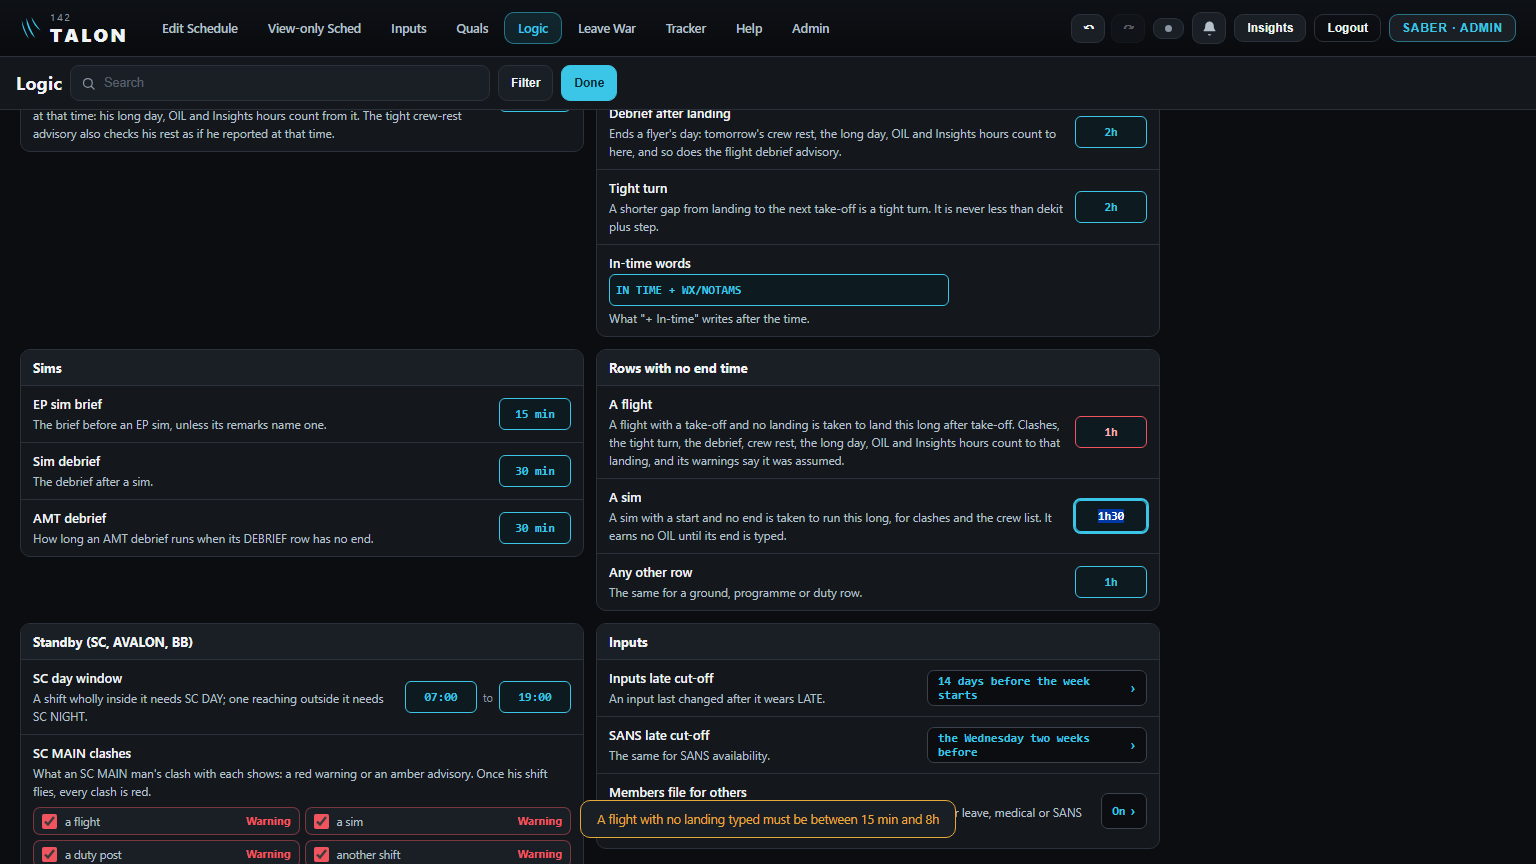 142
TALON
Edit Schedule
View-only Sched
Inputs
Quals
Logic
Leave War
Tracker
Help
Admin
Insights
Logout
SABER · ADMIN
Logic
Search
Filter
Done
at that time: his long day, OIL and Insights hours count from it. The tight crew-rest
advisory also checks his rest as if he reported at that time.
Debrief after landing
Ends a flyer's day: tomorrow's crew rest, the long day, OIL and Insights hours count to
here, and so does the flight debrief advisory.
2h
Tight turn
A shorter gap from landing to the next take-off is a tight turn. It is never less than dekit
plus step.
2h
In-time words
IN TIME + WX/NOTAMS
What "+ In-time" writes after the time.
Sims
EP sim brief
The brief before an EP sim, unless its remarks name one.
15 min
Sim debrief
The debrief after a sim.
30 min
AMT debrief
How long an AMT debrief runs when its DEBRIEF row has no end.
30 min
Rows with no end time
A flight
A flight with a take-off and no landing is taken to land this long after take-off. Clashes,
the tight turn, the debrief, crew rest, the long day, OIL and Insights hours count to that
landing, and its warnings say it was assumed.
1h
A sim
A sim with a start and no end is taken to run this long, for clashes and the crew list. It
earns no OIL until its end is typed.
1h30
Any other row
The same for a ground, programme or duty row.
1h
Standby (SC, AVALON, BB)
SC day window
A shift wholly inside it needs SC DAY; one reaching outside it needs
SC NIGHT.
07:00 to 19:00
SC MAIN clashes
What an SC MAIN man's clash with each shows: a red warning or an amber advisory. Once his shift
flies, every clash is red.
a flight Warning
a sim Warning
a duty post Warning
another shift Warning
Inputs
Inputs late cut-off
An input last changed after it wears LATE.
14 days before the week
starts
SANS late cut-off
The same for SANS availability.
the Wednesday two weeks
before
Members file for others
r leave, medical or SANS
On
A flight with no landing typed must be between 15 min and 8h